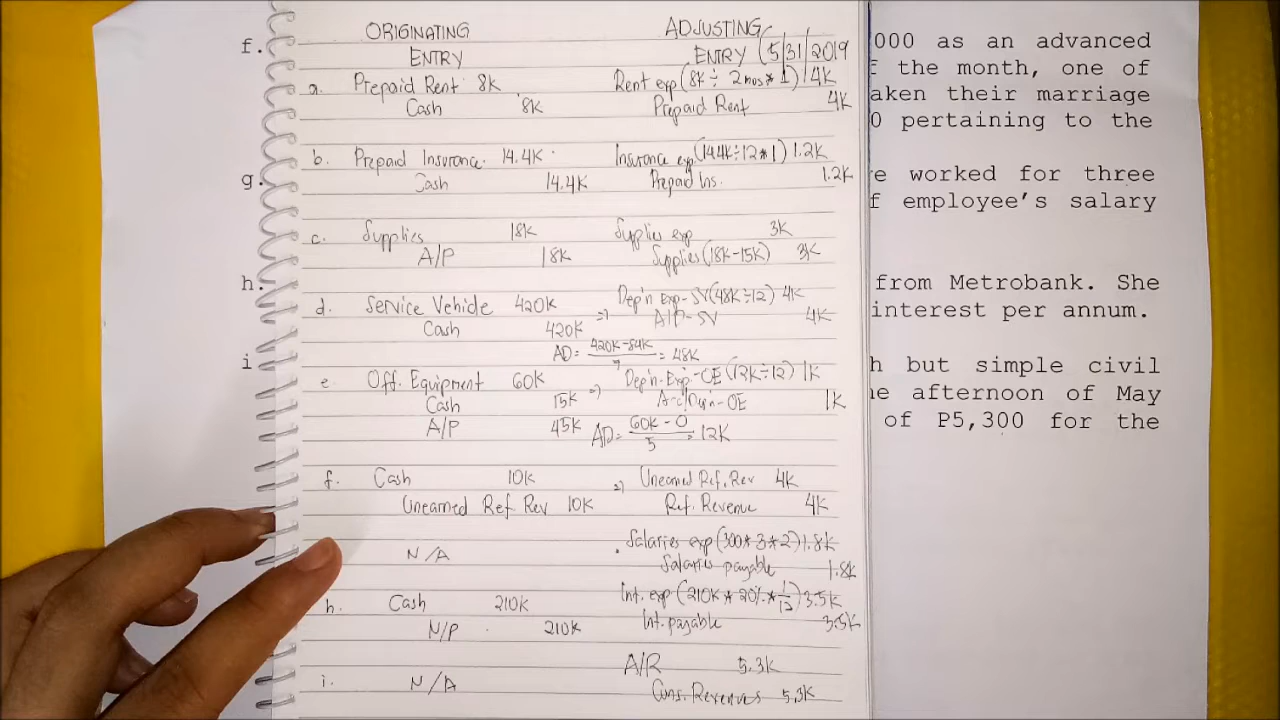 ORIGINATING ADJUSTING
ENTRY ENTRY (5/31/2019
a. Prepaid Rent 8K Rent exp (8K ÷ 2mos * 1) 4K
Cash 8K Prepaid Rent 4K
b. Prepaid Insurance 14.4K Insurance exp (14.4K÷12*1) 1.2K
Cash 14.4K Prepaid Ins. 1.2K
c. Supplies 18K Supplies exp 3K
A/P 18K Supplies (18K-15K) 3K
d. Service Vehicle 420K Dep'n Exp-SV (48K÷12) 4K
Cash 420K 4K
AD= 420K-84K = 48K
7
e. Off. Equipment 60K => Dep'n. Exp-OE (12K÷12) 1K
Cash 15K 1K
A/P 45K AD= 60K - 0 = 12K
5
f. Cash 10K => Unearned Ref. Rev 4K
Unearned Ref Rev 10K Ref. Revenue 4K
N/A Salaries exp (300*3*2) 1.8K
Salaries payable 1.8K
h. Cash 210K Int. exp (210K * 20% * 1/12) 3.5K
N/P 210K Int. payable 3.5K
A/R 5.3K
i. N/A Cons. Revenues 5.3K
f.
g.
h.
i
000 as an advanced
f the month, one of
aken their marriage
0 pertaining to the
e worked for three
f employee's salary
from Metrobank. She
interest per annum.
h but simple civil
he afternoon of May
of P5,300 for the